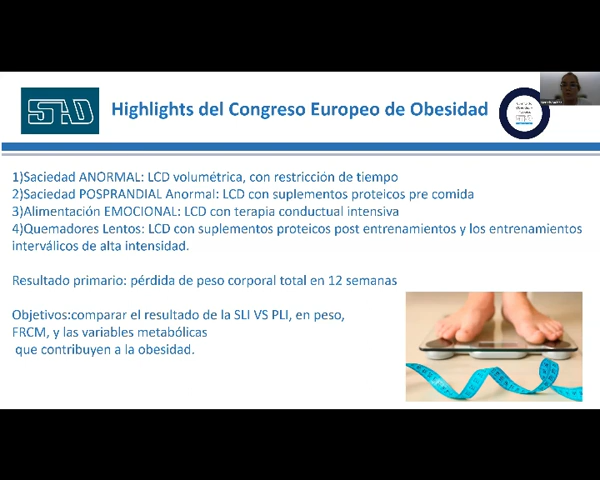 SAD
Highlights del Congreso Europeo de Obesidad
1)Saciedad ANORMAL: LCD volumétrica, con restricción de tiempo
2)Saciedad POSPRANDIAL Anormal: LCD con suplementos proteicos pre comida
3)Alimentación EMOCIONAL: LCD con terapia conductual intensiva
4)Quemadores Lentos: LCD con suplementos proteicos post entrenamientos y los entrenamientos
interválicos de alta intensidad.
Resultado primario: pérdida de peso corporal total en 12 semanas
Objetivos:comparar el resultado de la SLI VS PLI, en peso,
FRCM, y las variables metabólicas
que contribuyen a la obesidad.